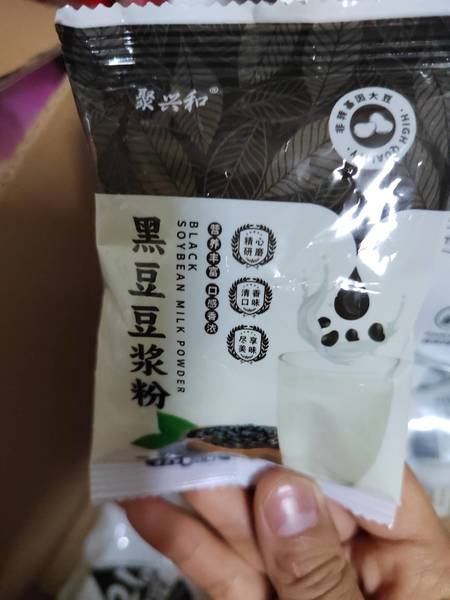 聚兴和®
非转基因大豆
HIGH QUALITY
黑豆豆浆粉
BLACK
SOYBEAN MILK POWDER
营养丰富 口感香浓
精心
研磨
清香
口味
尽享
美味